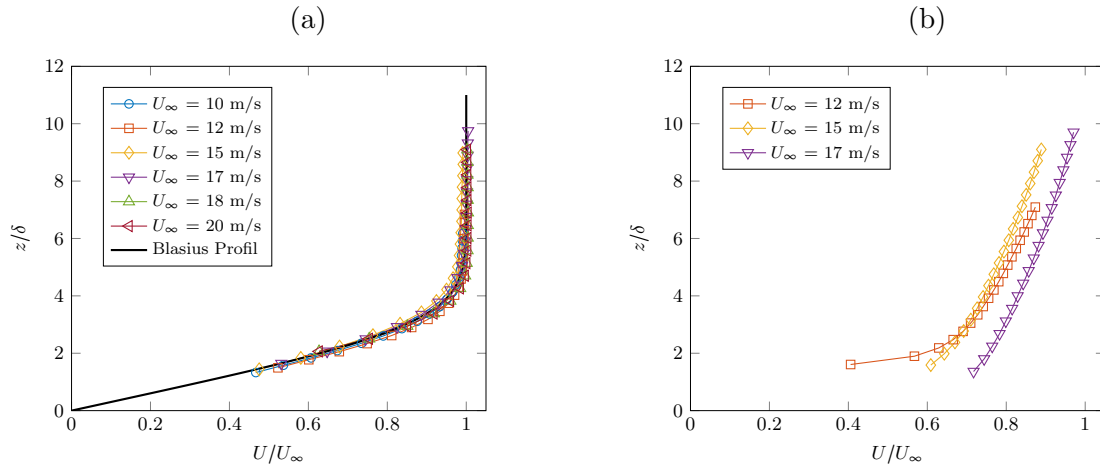 (a)
12
10
8
6
4
2
0
z/δ
U∞ = 10 m/s
U∞ = 12 m/s
U∞ = 15 m/s
U∞ = 17 m/s
U∞ = 18 m/s
U∞ = 20 m/s
Blasius Profil
0 0.2 0.4 0.6 0.8 1
U/U∞
(b)
12
10
8
6
4
2
0
z/δ
U∞ = 12 m/s
U∞ = 15 m/s
U∞ = 17 m/s
0 0.2 0.4 0.6 0.8 1
U/U∞